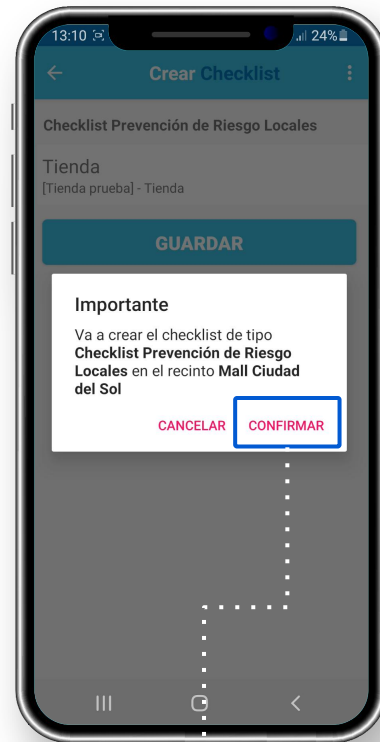 13:10 24%
Crear Checklist
Checklist Prevención de Riesgo Locales
Tienda
[Tienda prueba] - Tienda
GUARDAR
Importante
Va a crear el checklist de tipo
Checklist Prevención de Riesgo
Locales en el recinto Mall Ciudad
del Sol
CANCELAR CONFIRMAR